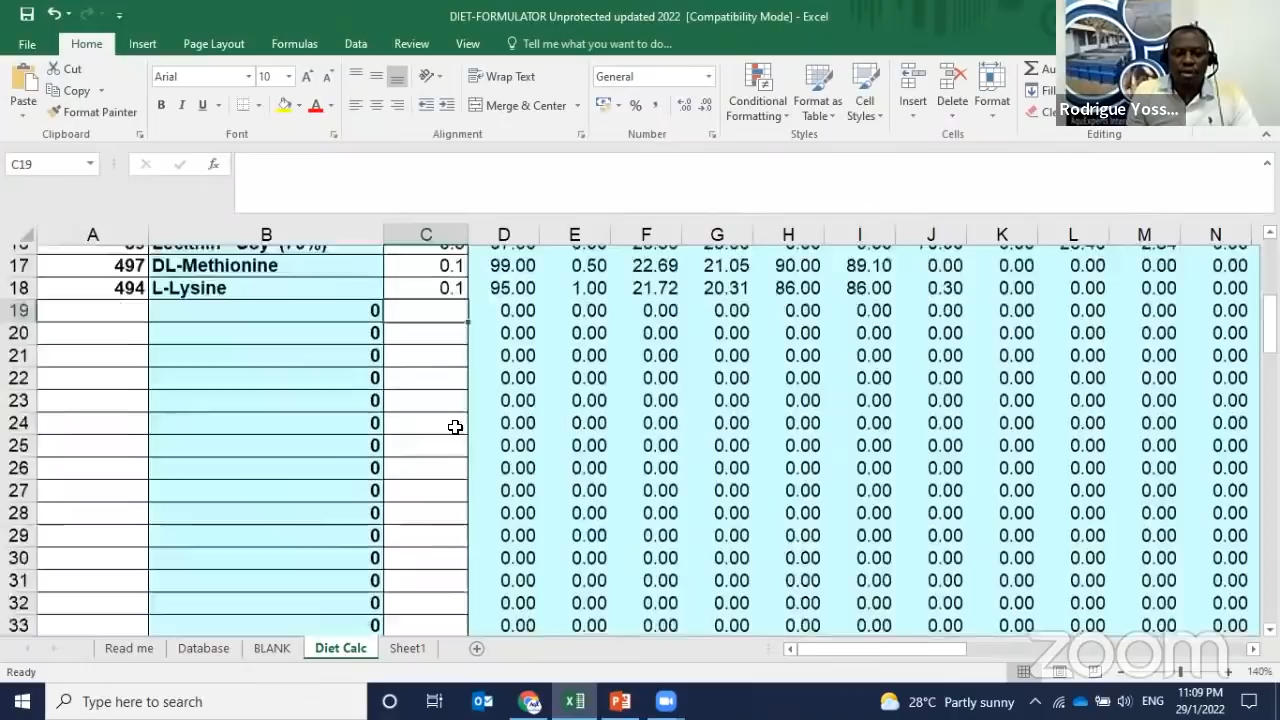 DIET-FORMULATOR Unprotected updated 2022 [Compatibility Mode] - Excel
File Home Insert Page Layout Formulas Data Review View Tell me what you want to do...
Cut
Copy
Format Painter
Paste
Clipboard
Arial 10
B I U
Font
Wrap Text
Merge & Center
Alignment
General
Number
Conditional Formatting
Format as Table
Cell Styles
Styles
Insert Delete Format
Cells
Editing
Rodrigue Yoss...
C19
A B C D E F G H I J K L M N
17 497 DL-Methionine 0.1 99.00 0.50 22.69 21.05 90.00 89.10 0.00 0.00 0.00 0.00 0.00
18 494 L-Lysine 0.1 95.00 1.00 21.72 20.31 86.00 86.00 0.30 0.00 0.00 0.00 0.00
19 0 0.00 0.00 0.00 0.00 0.00 0.00 0.00 0.00 0.00 0.00 0.00
20 0 0.00 0.00 0.00 0.00 0.00 0.00 0.00 0.00 0.00 0.00 0.00
21 0 0.00 0.00 0.00 0.00 0.00 0.00 0.00 0.00 0.00 0.00 0.00
22 0 0.00 0.00 0.00 0.00 0.00 0.00 0.00 0.00 0.00 0.00 0.00
23 0 0.00 0.00 0.00 0.00 0.00 0.00 0.00 0.00 0.00 0.00 0.00
24 0 0.00 0.00 0.00 0.00 0.00 0.00 0.00 0.00 0.00 0.00 0.00
25 0 0.00 0.00 0.00 0.00 0.00 0.00 0.00 0.00 0.00 0.00 0.00
26 0 0.00 0.00 0.00 0.00 0.00 0.00 0.00 0.00 0.00 0.00 0.00
27 0 0.00 0.00 0.00 0.00 0.00 0.00 0.00 0.00 0.00 0.00 0.00
28 0 0.00 0.00 0.00 0.00 0.00 0.00 0.00 0.00 0.00 0.00 0.00
29 0 0.00 0.00 0.00 0.00 0.00 0.00 0.00 0.00 0.00 0.00 0.00
30 0 0.00 0.00 0.00 0.00 0.00 0.00 0.00 0.00 0.00 0.00 0.00
31 0 0.00 0.00 0.00 0.00 0.00 0.00 0.00 0.00 0.00 0.00 0.00
32 0 0.00 0.00 0.00 0.00 0.00 0.00 0.00 0.00 0.00 0.00 0.00
33 0 0.00 0.00 0.00 0.00 0.00 0.00 0.00 0.00 0.00 0.00 0.00
Read me Database BLANK Diet Calc Sheet1
zoom
Ready 140%
Type here to search 28°C Partly sunny ENG 11:09 PM
29/1/2022